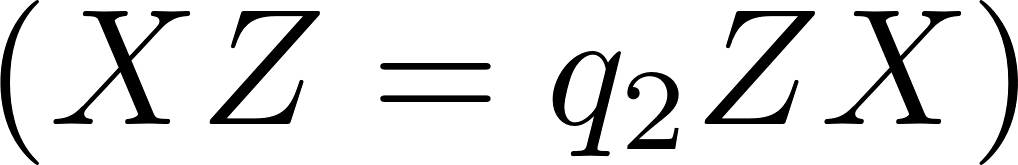 (XZ = q₂ZX)